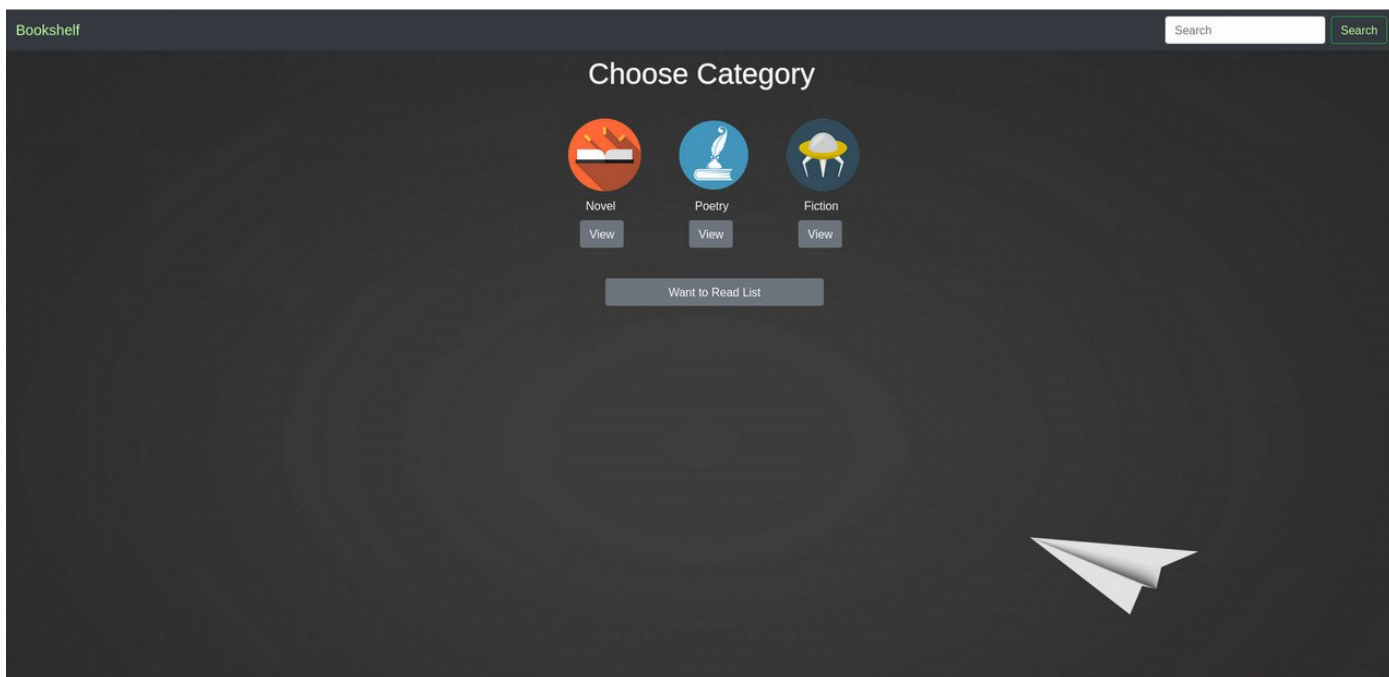 Bookshelf
Search Search
Choose Category
Novel Poetry Fiction
View View View
Want to Read List